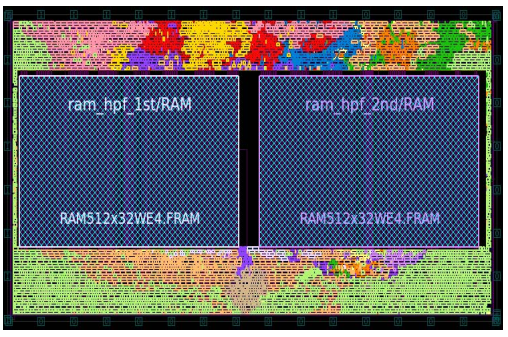 ram_hpf_1st/RAM
ram_hpf_2nd/RAM
RAM512x32WE4.FRAM
RAM512x32WE4.FRAM